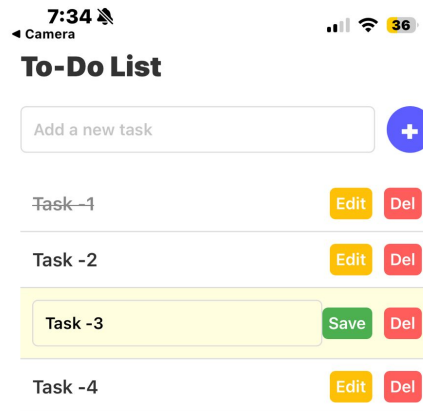 7:34
◀ Camera
36
To-Do List
Add a new task
+
Task -1 Edit Del
Task -2 Edit Del
Task -3 Save Del
Task -4 Edit Del